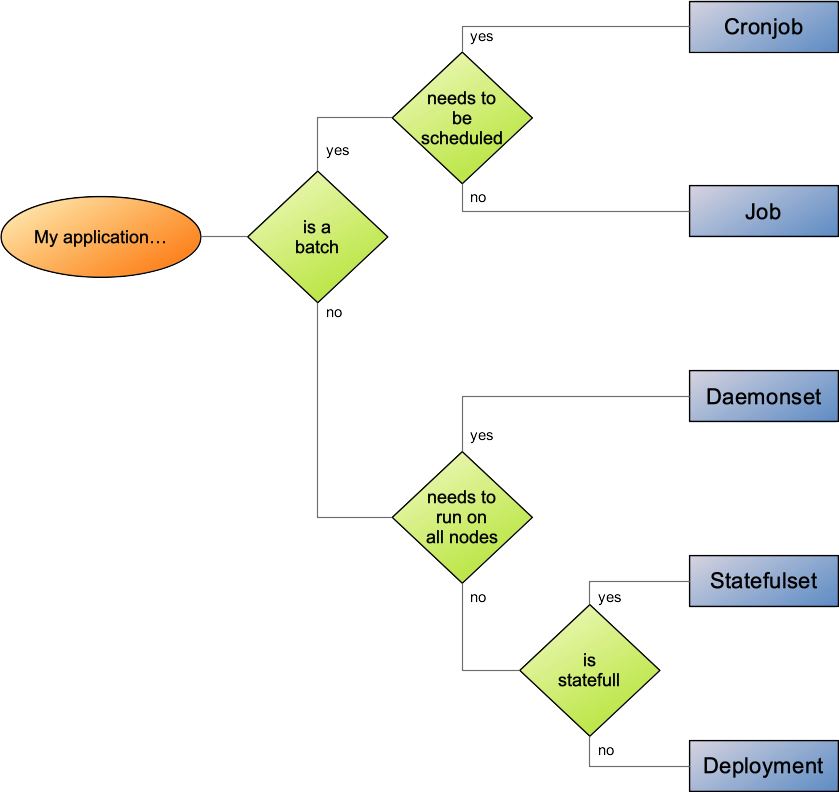 yes
Cronjob
needs to
be
scheduled
yes
no
Job
My application…
is a
batch
no
Daemonset
yes
needs to
run on
all nodes
no
Statefulset
yes
is
statefull
no
Deployment